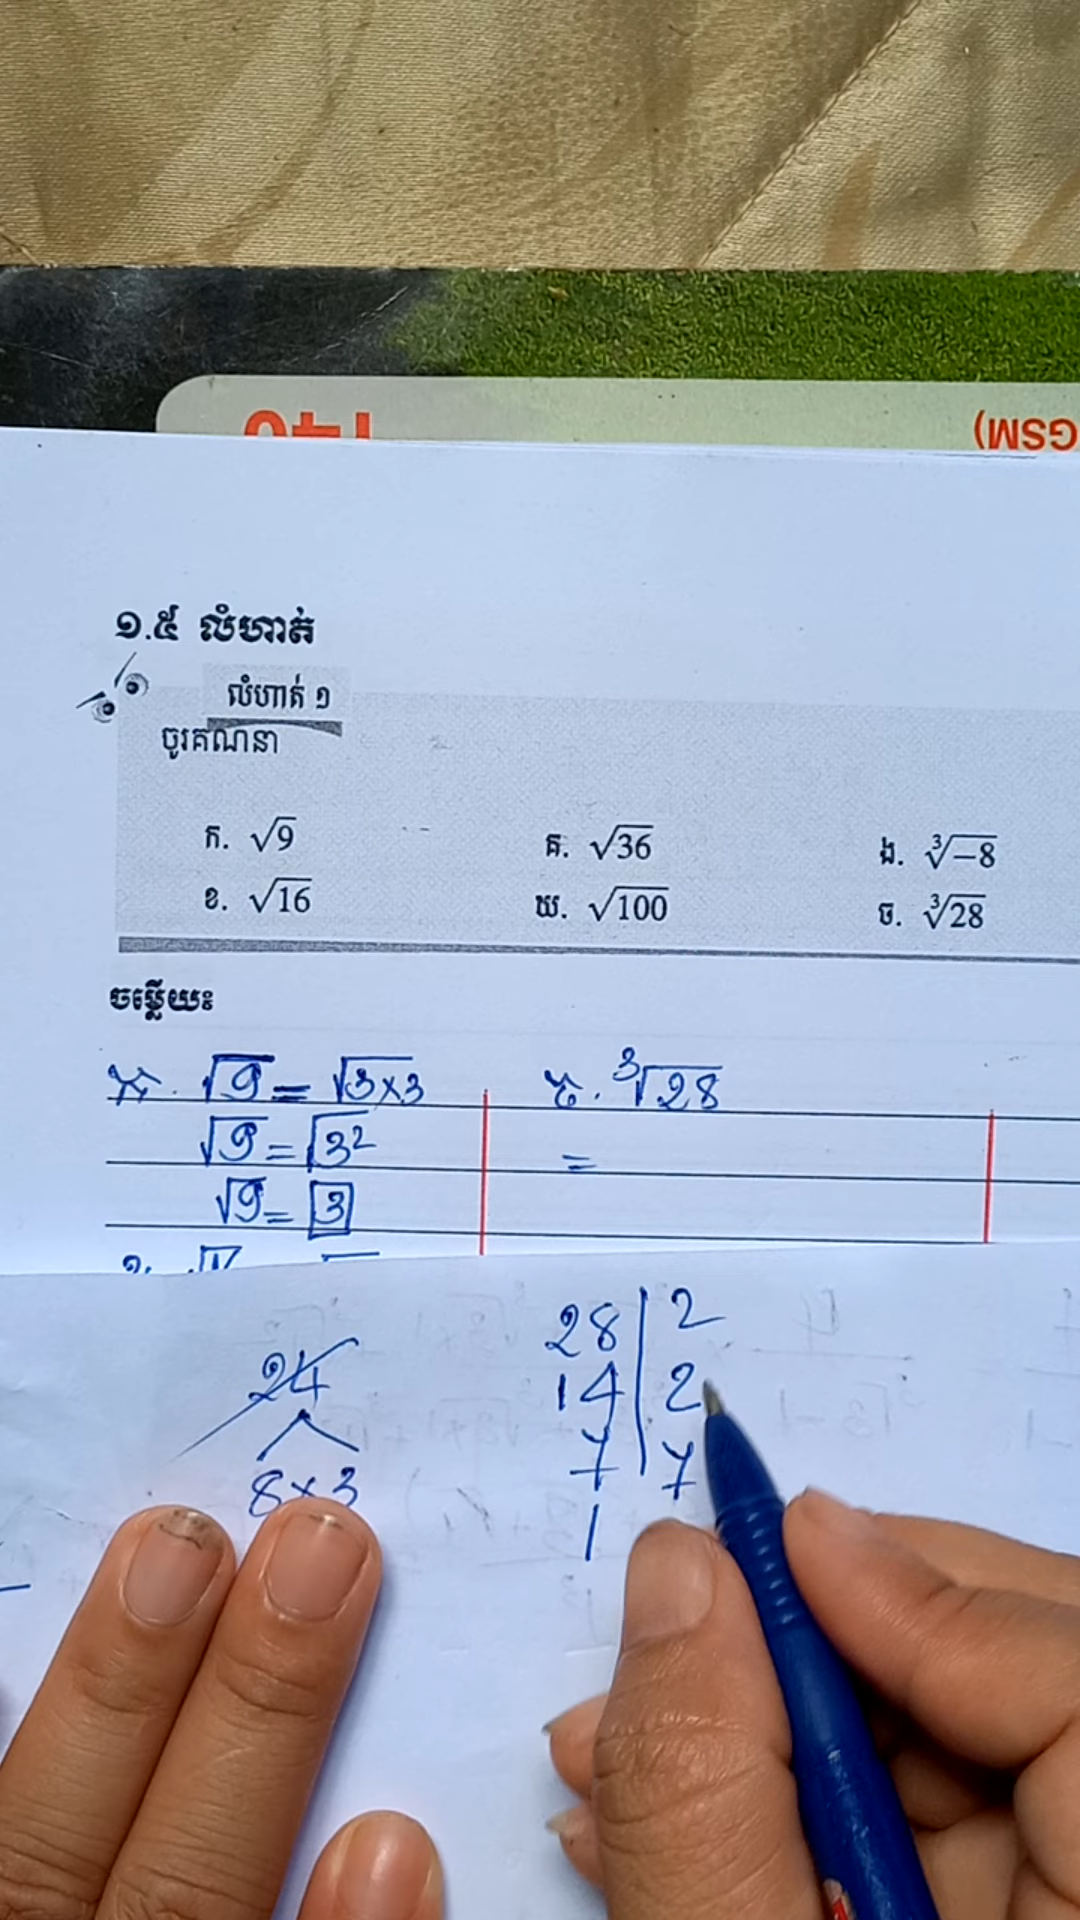 GSM)
១.៥ លំហាត់
លំហាត់ ១
ចូរគណនា
ក. √9 គ. √36 ង. ∛-8
ខ. √16 ឃ. √100 ច. ∛28
ចម្លើយ៖
ក. √9 = √3×3 ច. ∛28
√9 = √3² =
√9 = 3
28 | 2
24 14 | 2
8×3 7 | 7
1